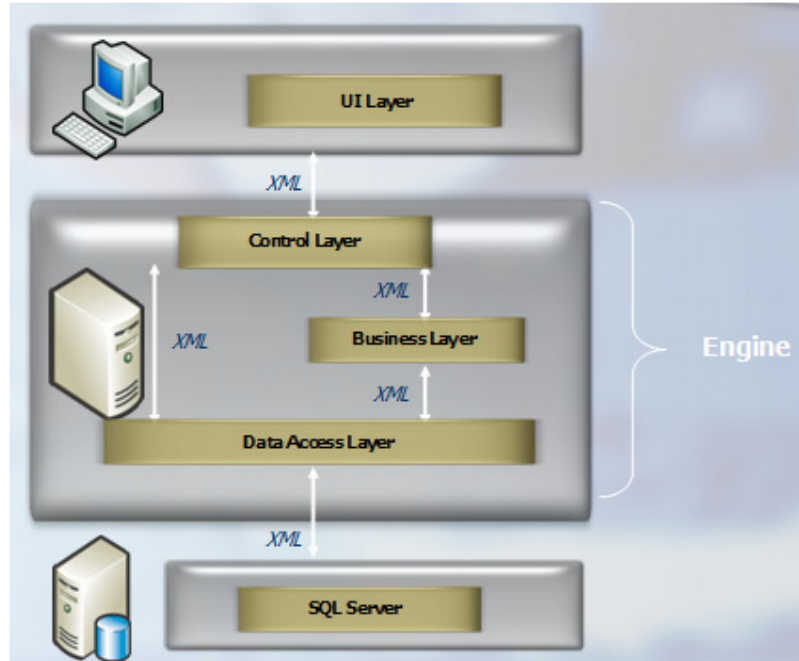 UI Layer
XML
Control Layer
XML
XML
Business Layer
Engine
XML
Data Access Layer
XML
SQL Server